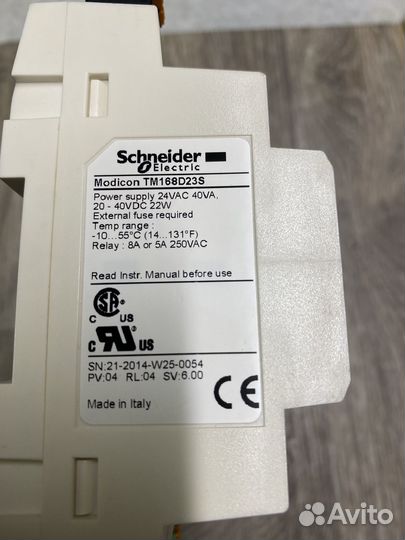 Schneider
Electric
Modicon TM168D23S
Power supply 24VAC 40VA,
20 - 40VDC 22W
External fuse required
Temp range :
-10...55°C (14...131°F)
Relay : 8A or 5A 250VAC
Read Instr. Manual before use
SA
C US
C RU US
SN:21-2014-W25-0054
PV:04 RL:04 SV:6.00
CE
Made in Italy
Avito